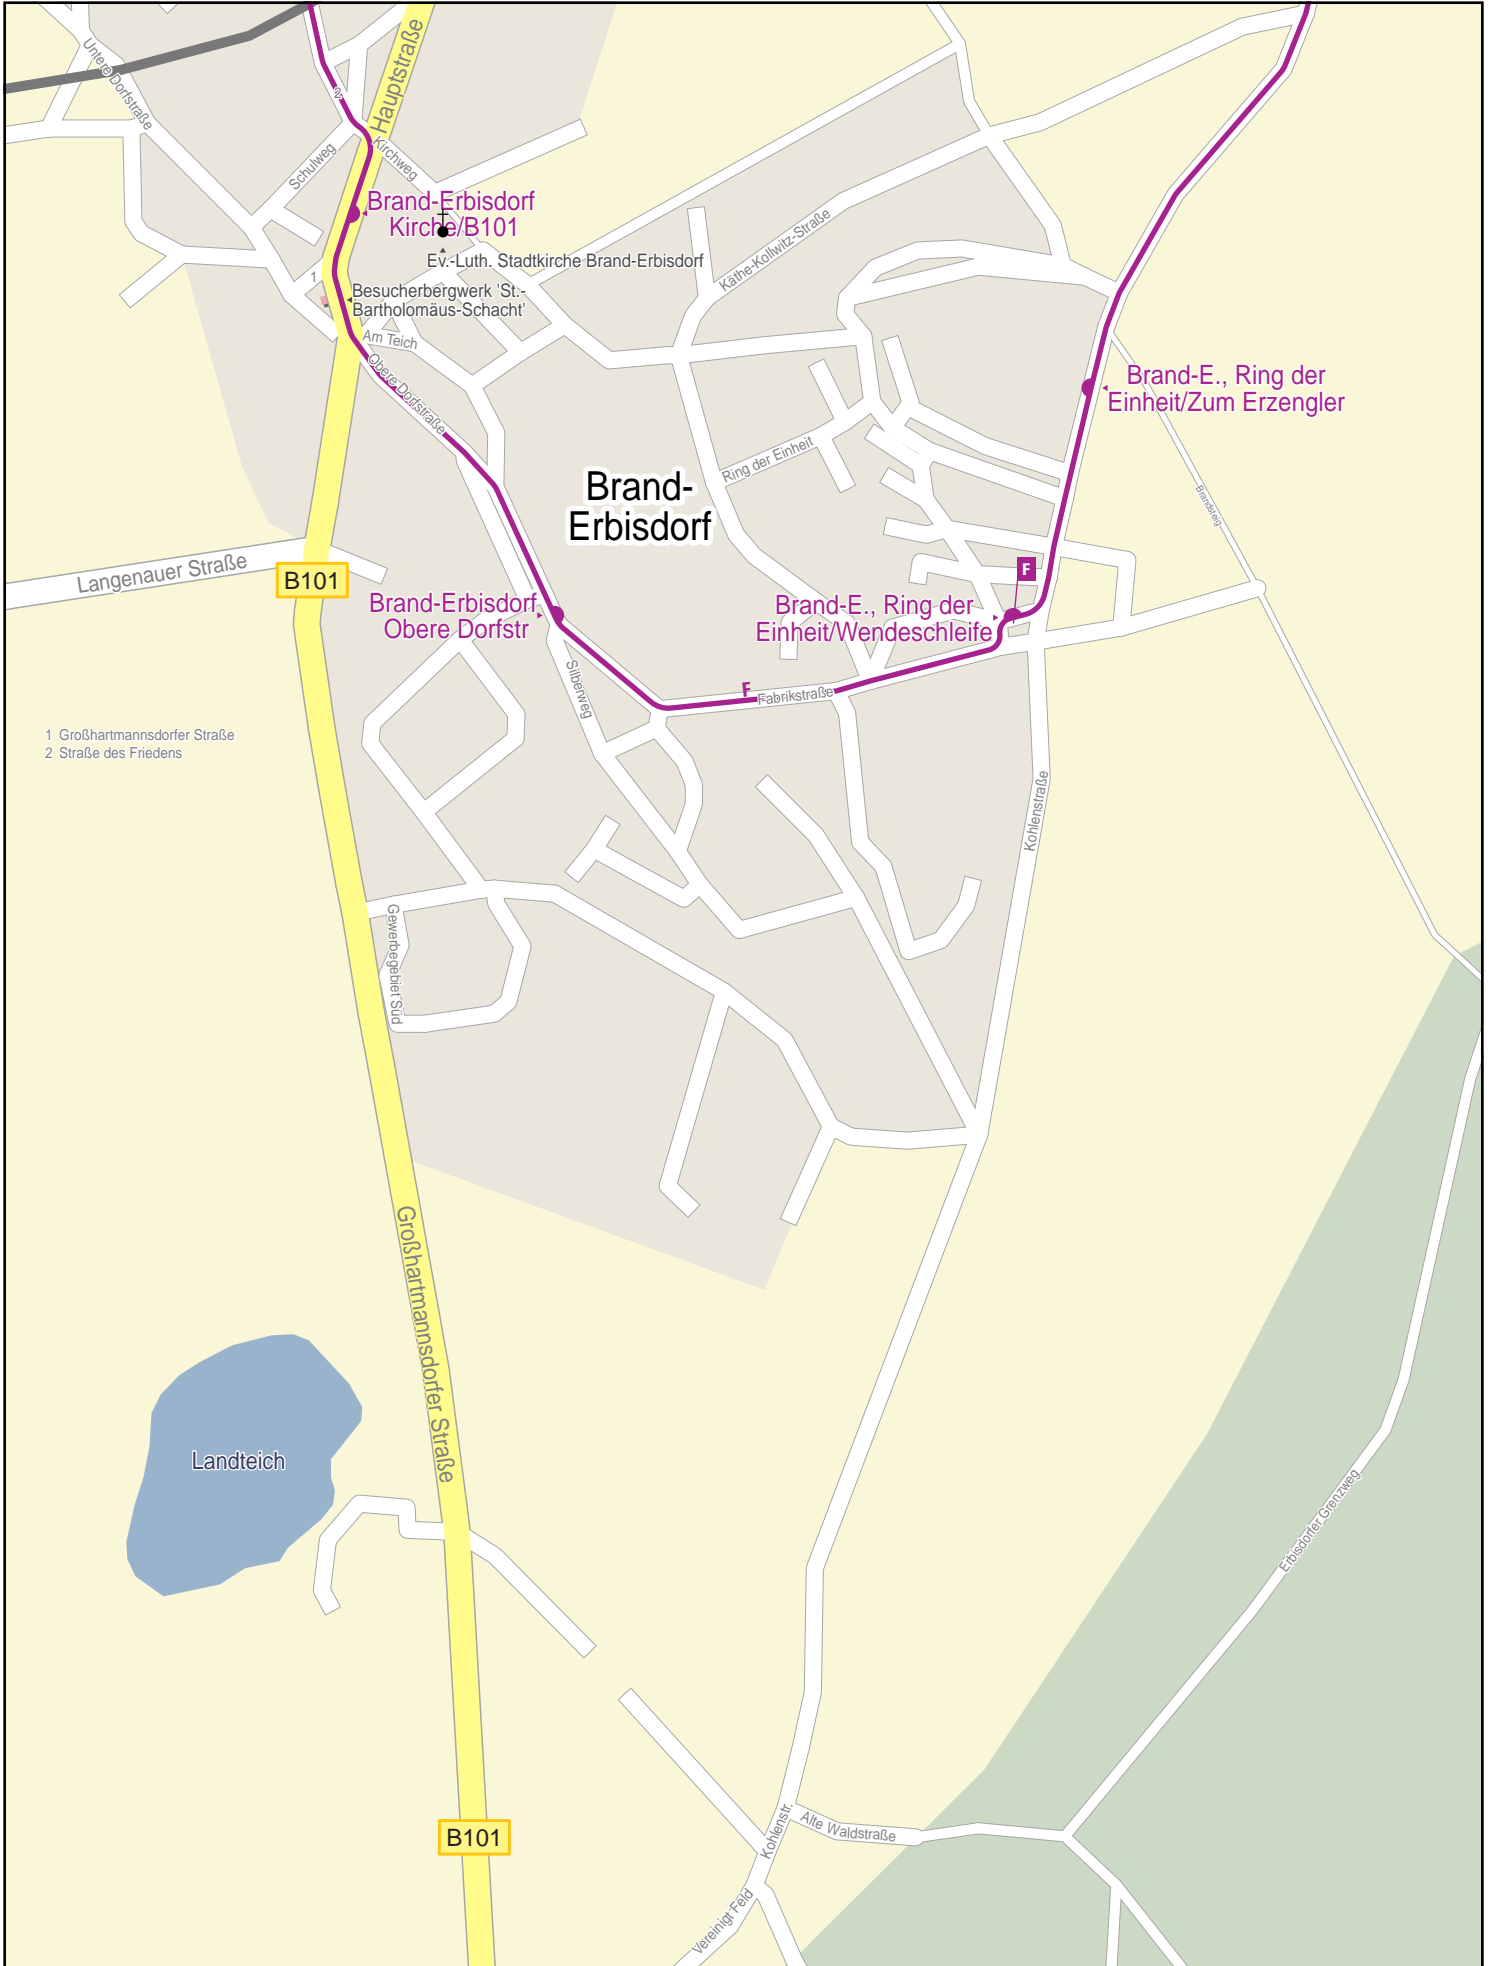 Hauptstraße
Untere Dorfstraße
2
Kirchweg
Schulweg
Brand-Erbisdorf
Kirche/B101
Käthe-Kollwitz-Straße
Ev.-Luth. Stadtkirche Brand-Erbisdorf
1
Besucherbergwerk 'St.-
Bartholomäus-Schacht'
Am Teich
Obere Dorfstraße
Brand-E., Ring der
Einheit/Zum Erzengler
Ring der Einheit
Brand-
Erbisdorf
Brandsteig
Langenauer Straße
B101
F
Brand-Erbisdorf
Obere Dorfstr
Brand-E., Ring der
Einheit/Wendeschleife
Silberweg
F
Fabrikstraße
1 Großhartmannsdorfer Straße
2 Straße des Friedens
Kohlenstraße
Gewerbegebiet Süd
Großhartmannsdorfer Straße
Landteich
Erbisdorfer Grenzweg
Kohlenstr.
Alte Waldstraße
B101
Vereinigt Feld